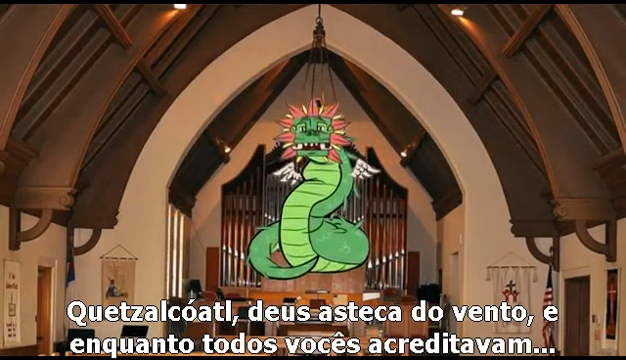 Quetzalcóatl, deus asteca do vento, e
enquanto todos vocês acreditavam...